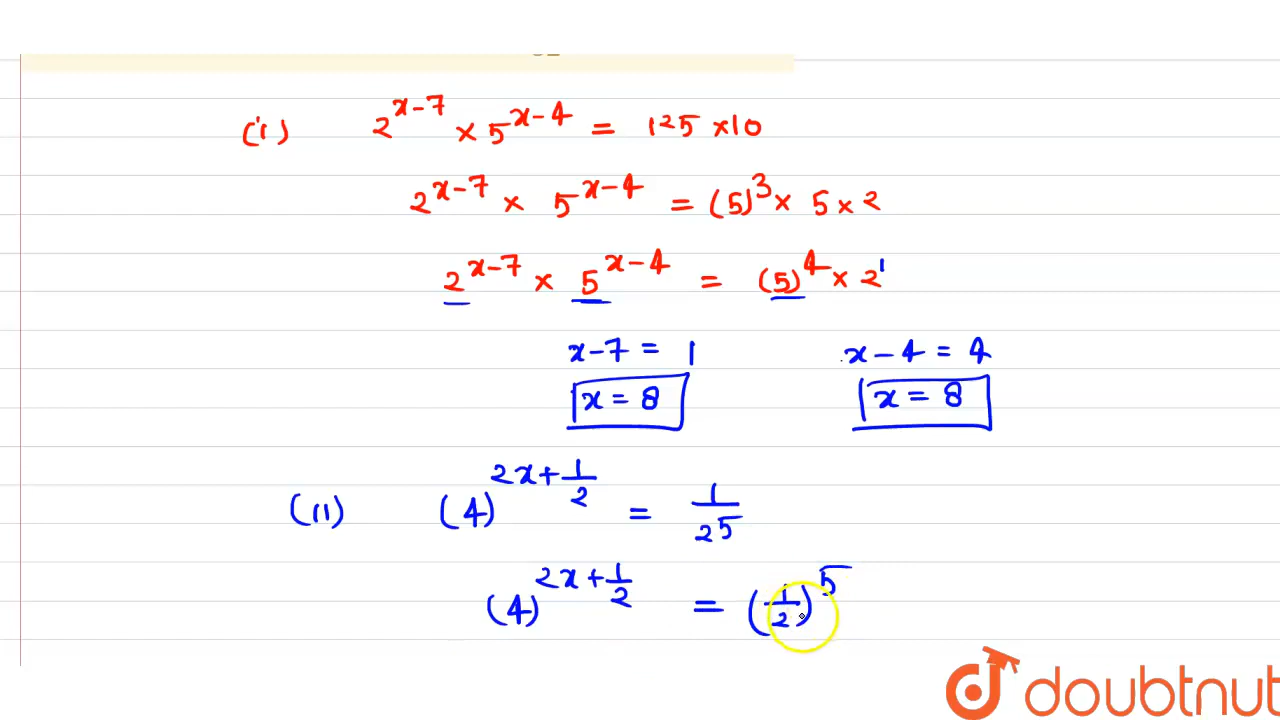 (i) 2^{x-7} × 5^{x-4} = 125 × 10
2^{x-7} × 5^{x-4} = (5)^3 × 5 × 2
2^{x-7} × 5^{x-4} = (5)^4 × 2^1
x-7 = 1 x-4 = 4
x = 8 x = 8
(ii) (4)^{2x+1/2} = 1/2^5
(4)^{2x+1/2} = (1/2)^5
doubtnut